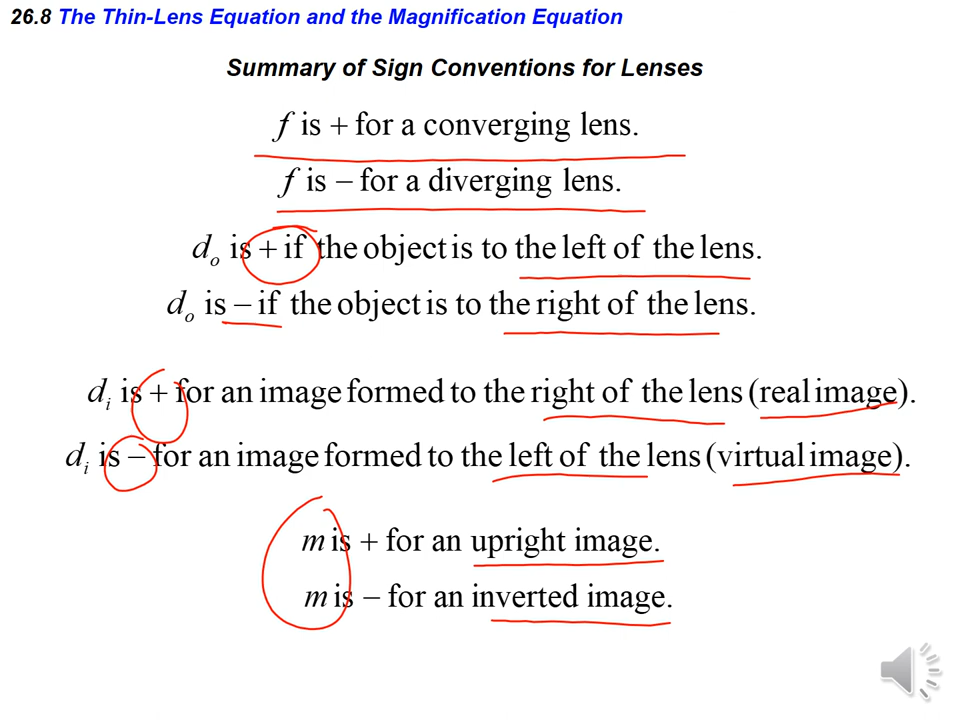 26.8 The Thin-Lens Equation and the Magnification Equation
Summary of Sign Conventions for Lenses
f is + for a converging lens.
f is − for a diverging lens.
dₒ is + if the object is to the left of the lens.
dₒ is − if the object is to the right of the lens.
dᵢ is + for an image formed to the right of the lens (real image).
dᵢ is − for an image formed to the left of the lens (virtual image).
m is + for an upright image.
m is − for an inverted image.